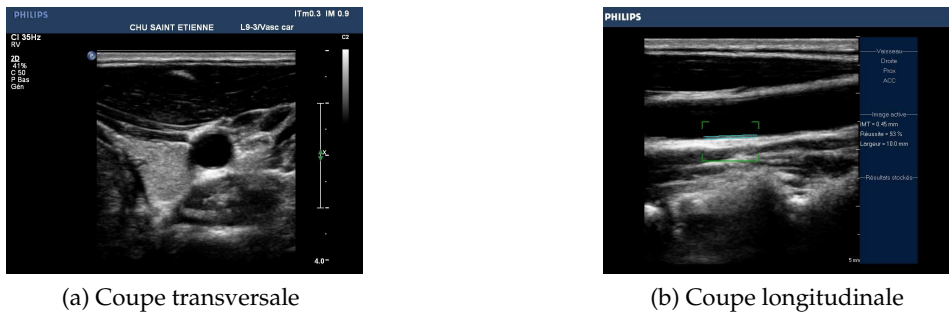 PHILIPS
ITm0.3 IM 0.9
CHU SAINT ETIENNE L9-3/Vasc car
CI 35Hz
RV
2D
41%
C 50
P Bas
Gén
C2
X
4.0
PHILIPS
Vaisseau
Droite
Prox
ACC
Image active
IMT = 0.45 mm
Réussite = 93 %
Largeur = 10.0 mm
Résultats stockés
5 mm
(a) Coupe transversale
(b) Coupe longitudinale